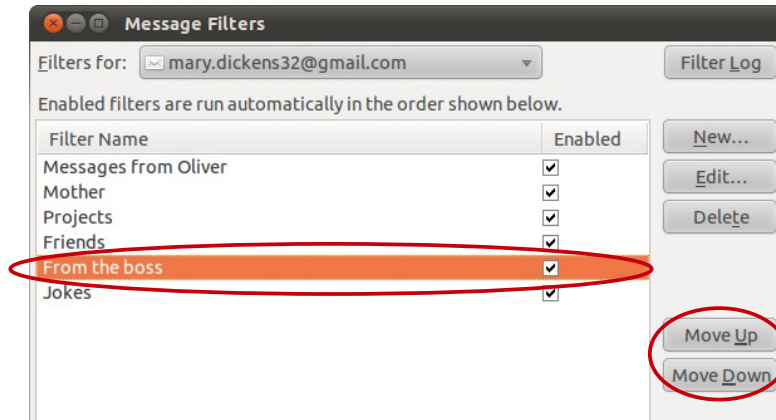 Message Filters
Filters for: mary.dickens32@gmail.com Filter Log
Enabled filters are run automatically in the order shown below.
Filter Name Enabled New...
Messages from Oliver
Mother Edit...
Projects Delete
Friends
From the boss
Jokes
Move Up
Move Down